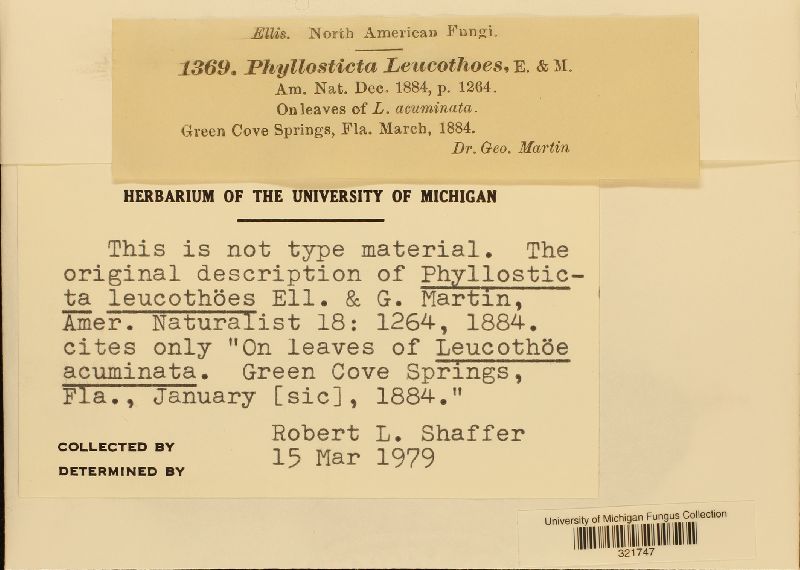 Ellis. North American Fungi.
1369. Phyllosticta Leucothoes, E. & M.
Am. Nat. Dec. 1884, p. 1264.
On leaves of L. acuminata.
Green Cove Springs, Fla. March, 1884.
Dr. Geo. Martin
HERBARIUM OF THE UNIVERSITY OF MICHIGAN
This is not type material. The
original description of Phyllostic-
ta leucothöes Ell. & G. Martin,
Amer. Naturalist 18: 1264, 1884.
cites only "On leaves of Leucothöe
acuminata. Green Cove Springs,
Fla., January [sic], 1884."
Robert L. Shaffer
COLLECTED BY
15 Mar 1979
DETERMINED BY
University of Michigan Fungus Collection
321747